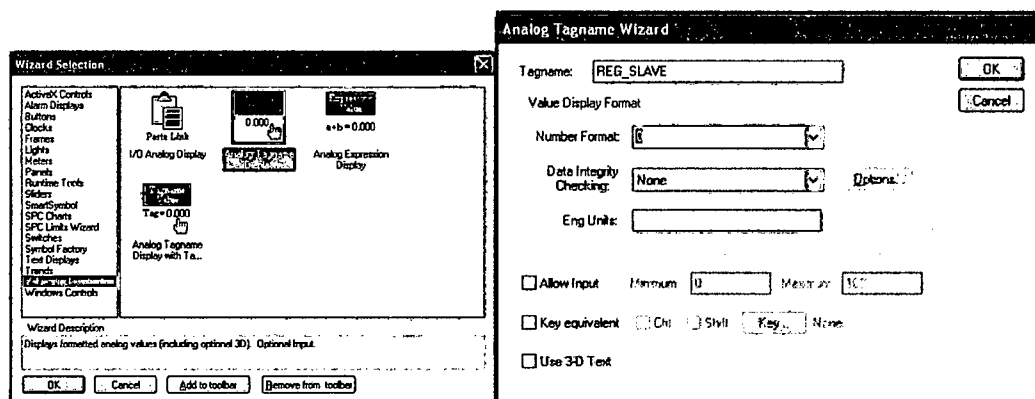 Wizard Selection
ActiveX Controls
Alarm Displays
Buttons
Clocks
Frames
Lights
Meters
Panels
Runtime Tools
Sliders
SmartSymbol
SPC Charts
SPC Limits Wizard
Switches
Symbol Factory
Text Displays
Trends
Windows Controls
Paste Link
I/O Analog Display
0.000
Analog Tagname
Display
a+b=0.000
Analog Expression
Display
Tag=0.000
Analog Tagname
Display with Ta...
Wizard Description
Displays formatted analog values (including optional 3D). Optional Input.
OK
Cancel
Add to toolbar
Remove from toolbar
Analog Tagname Wizard
Tagname: REG_SLAVE
OK
Cancel
Value Display Format
Number Format:
Data Integrity
Checking: None
Options...
Eng Units:
Allow Input Minimum 0 Maximum
Key equivalent Ctrl Shift Key... None
Use 3-D Text